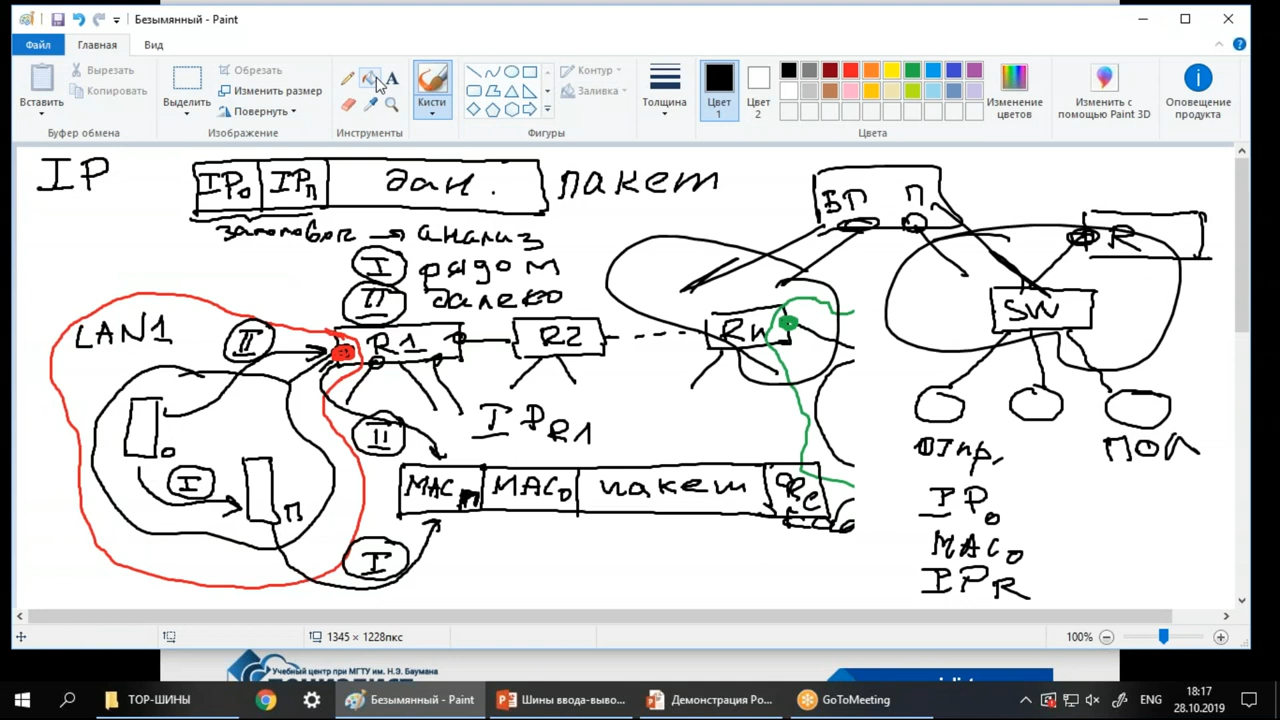 Безымянный - Paint
Файл Главная Вид
Вставить
Выделить
Вырезать
Копировать
Обрезать
Изменить размер
Повернуть
Кисти
Контур
Заливка
Толщина
Цвет 1
Цвет 2
Изменение цветов
Изменить с помощью Paint 3D
Оповещение продукта
Буфер обмена Изображение Инструменты Фигуры Цвета
IP
IPо IPп дан. пакет
заголовок → анализ
I рядом
II далеко
БП П
R
SW
LAN1
II
R1 R2 Rn
IPR1
II
о
I
П
MACп MACо пакет CRC
I
отпр. пол
IPо
MACо
IPR
1345 × 1228пкс 100%
Учебный центр при МГТУ им. Н.Э. Баумана
ТОР-ШИНЫ
Безымянный - Paint
Шины ввода-выво...
Демонстрация Po...
GoToMeeting
ENG
18:17
28.10.2019